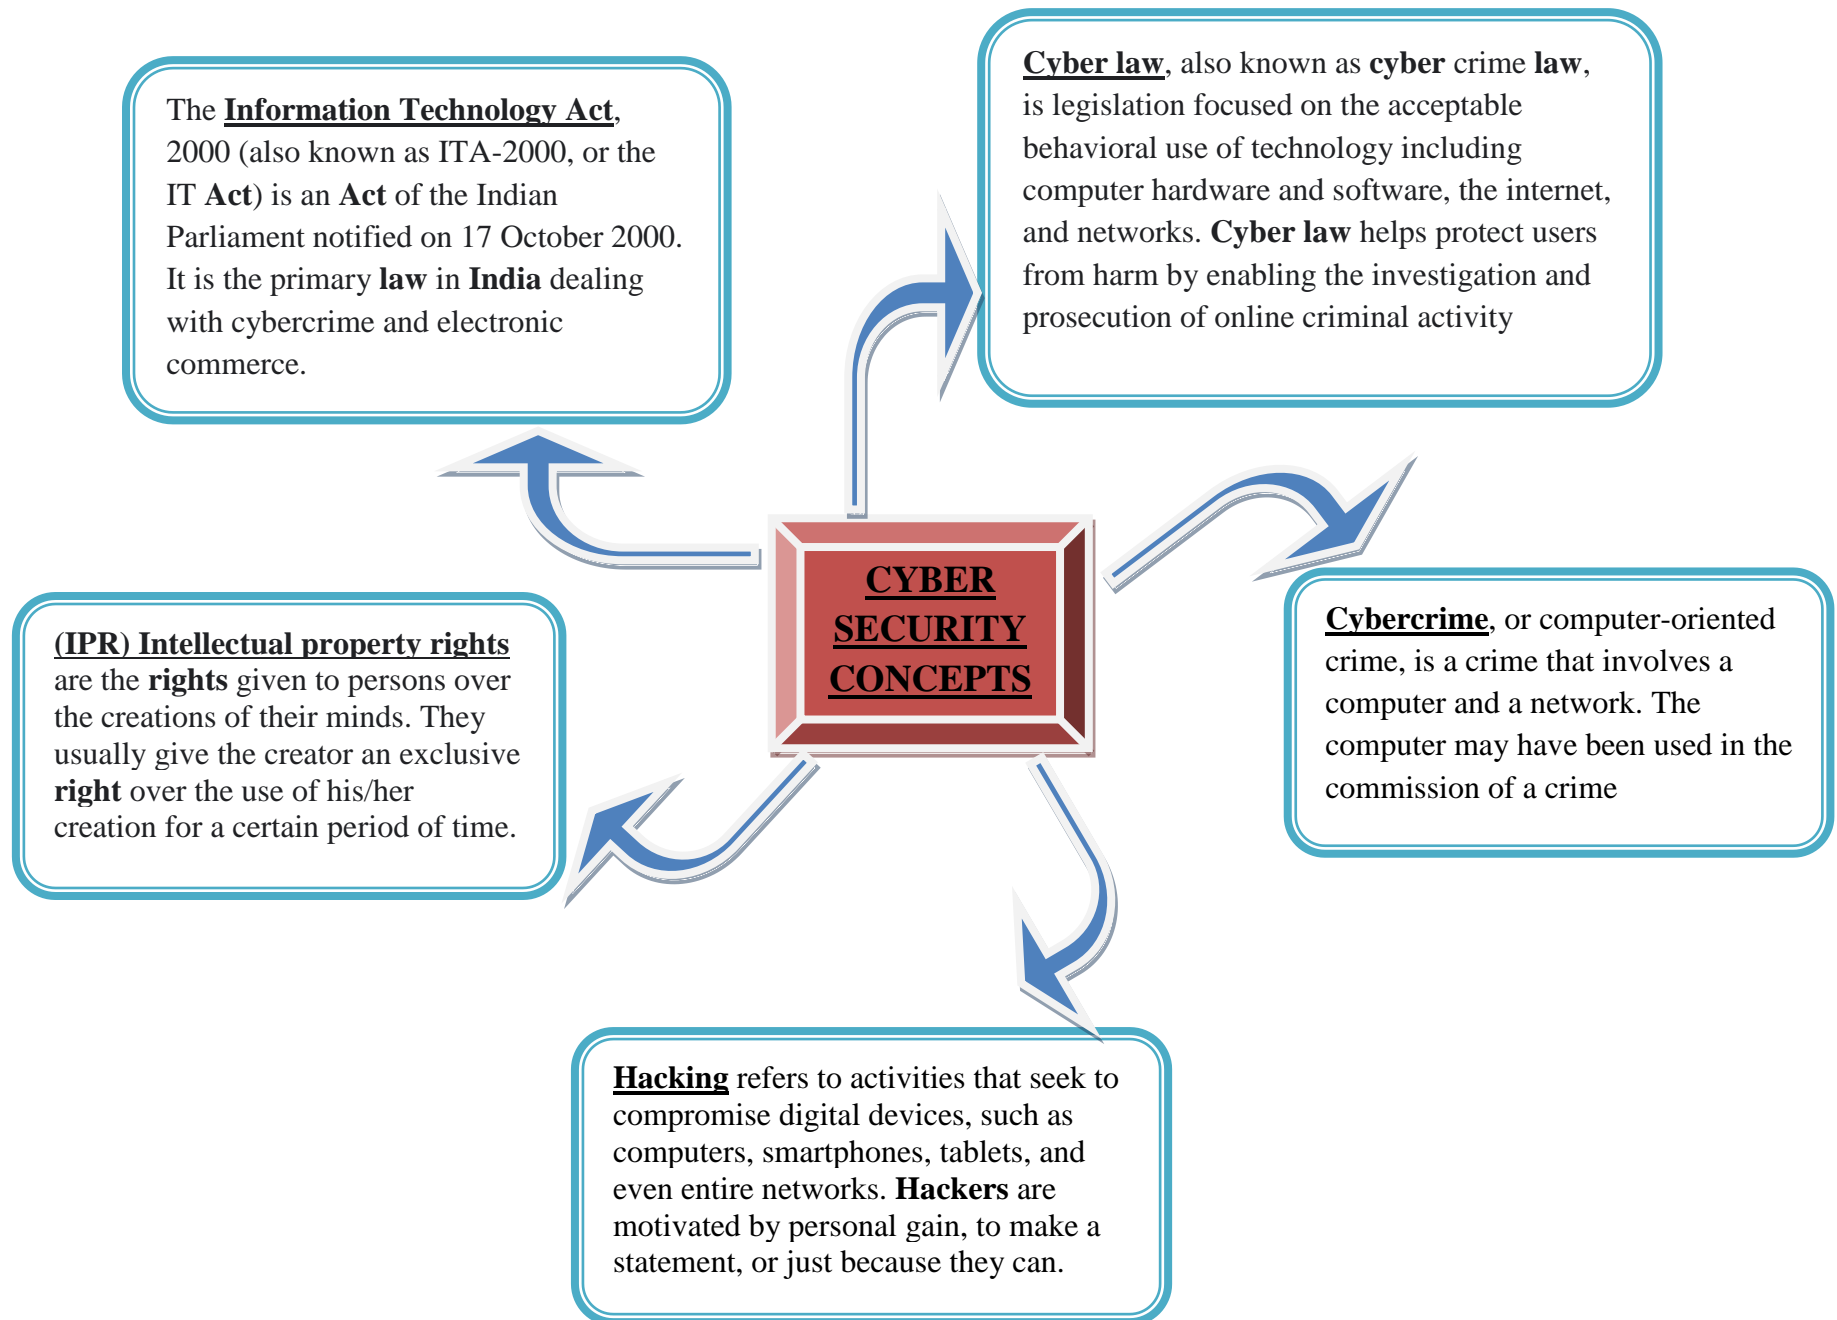 The Information Technology Act,
2000 (also known as ITA-2000, or the
IT Act) is an Act of the Indian
Parliament notified on 17 October 2000.
It is the primary law in India dealing
with cybercrime and electronic
commerce.
Cyber law, also known as cyber crime law,
is legislation focused on the acceptable
behavioral use of technology including
computer hardware and software, the internet,
and networks. Cyber law helps protect users
from harm by enabling the investigation and
prosecution of online criminal activity
CYBER
SECURITY
CONCEPTS
(IPR) Intellectual property rights
are the rights given to persons over
the creations of their minds. They
usually give the creator an exclusive
right over the use of his/her
creation for a certain period of time.
Cybercrime, or computer-oriented
crime, is a crime that involves a
computer and a network. The
computer may have been used in the
commission of a crime
Hacking refers to activities that seek to
compromise digital devices, such as
computers, smartphones, tablets, and
even entire networks. Hackers are
motivated by personal gain, to make a
statement, or just because they can.